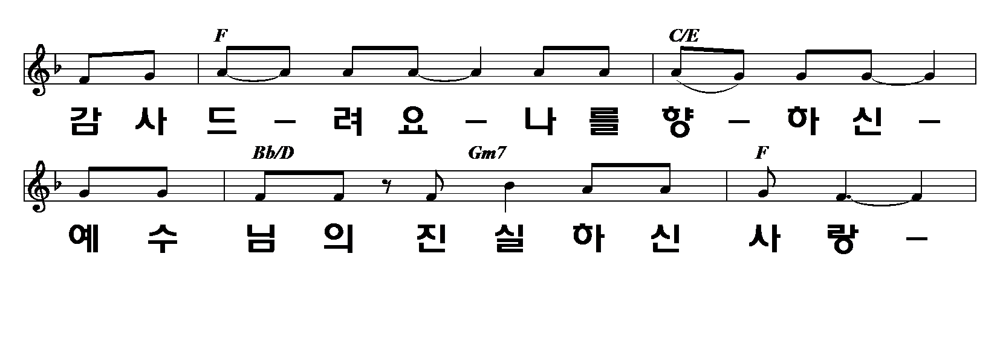 F C/E
감 사 드 – 려 요 – 나 를 향 – 하 신 –
Bb/D Gm7 F
예 수 님 의 진 실 하 신 사 랑 –